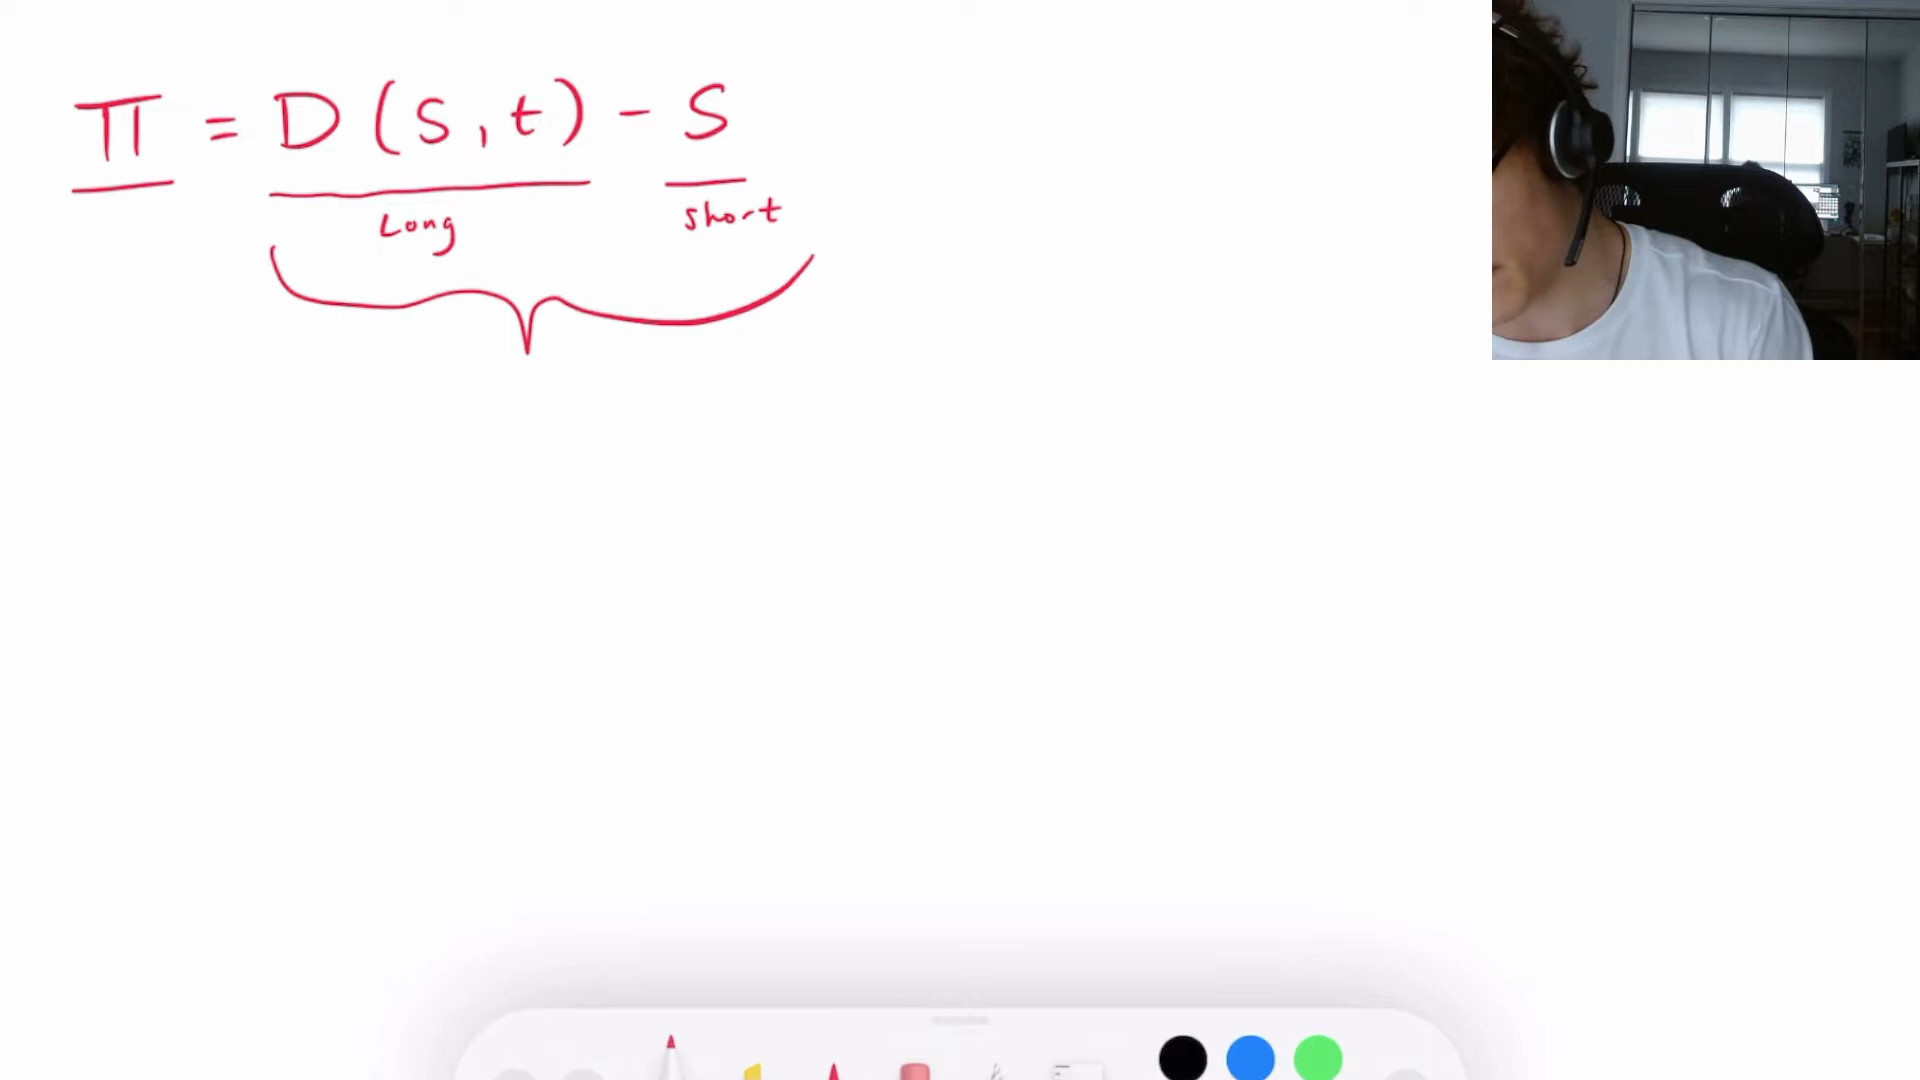 Π = D (S, t) - S
Long short